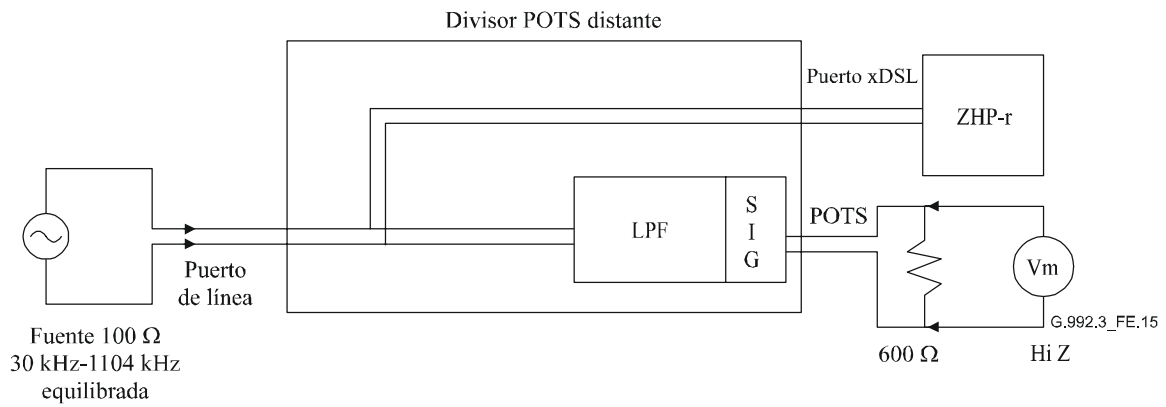 Divisor POTS distante
Puerto xDSL
ZHP-r
LPF
S
I
G
POTS
Vm
Puerto
de línea
Fuente 100 Ω
30 kHz-1104 kHz
equilibrada
600 Ω
Hi Z
G.992.3_FE.15